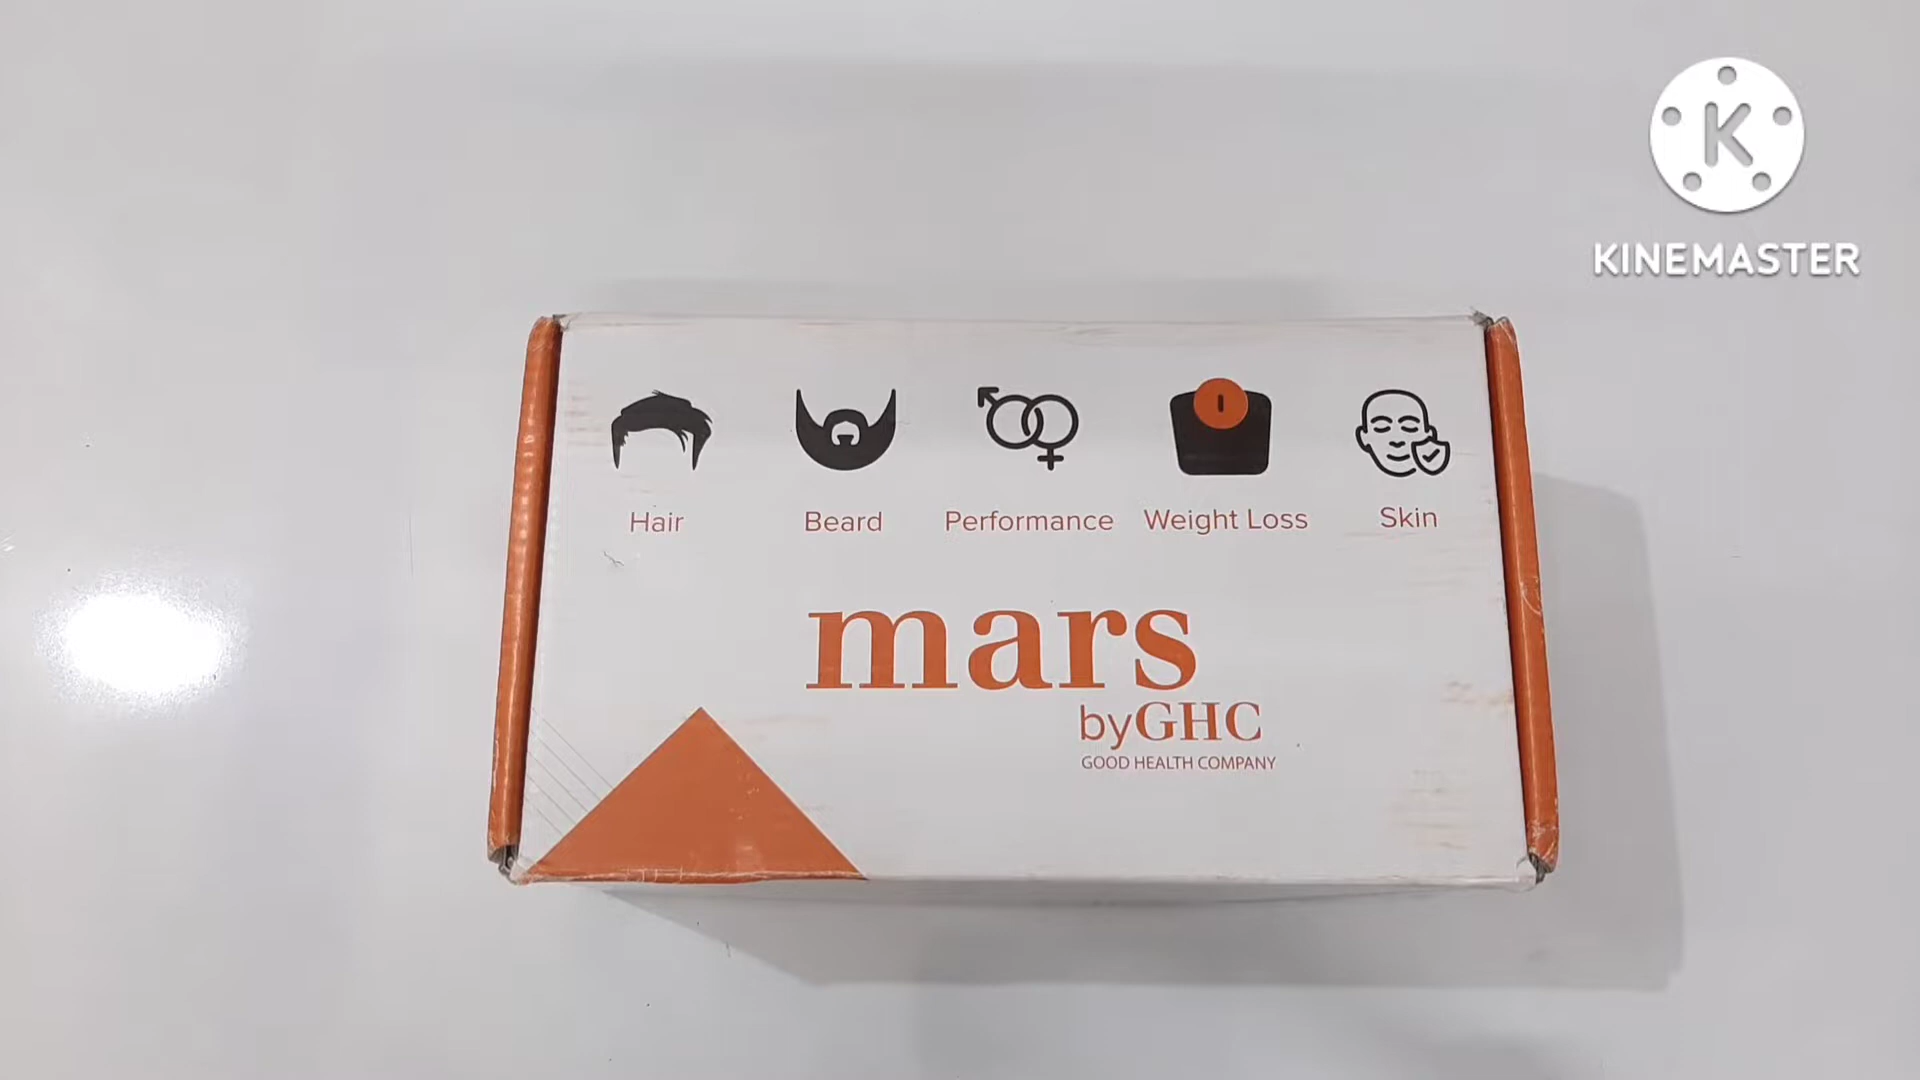 K
KINEMASTER
Hair
Beard
Performance
Weight Loss
Skin
mars
byGHC
GOOD HEALTH COMPANY